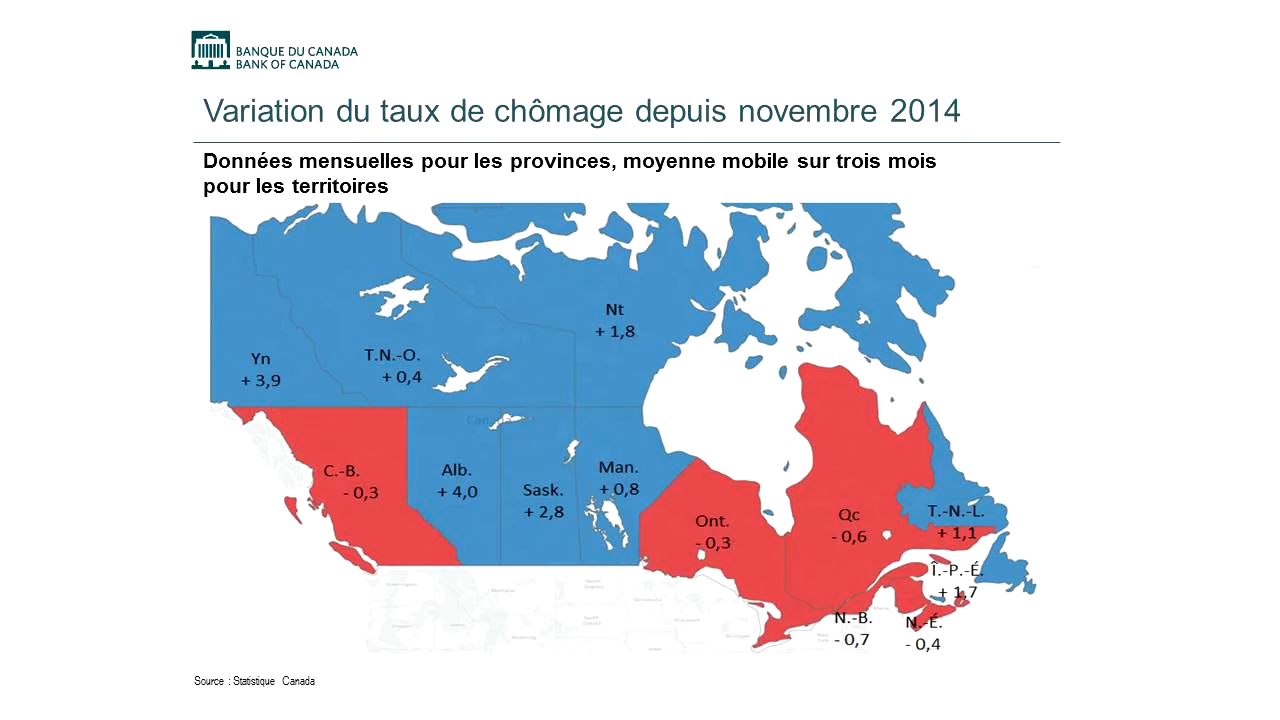 BANQUE DU CANADA
BANK OF CANADA
Variation du taux de chômage depuis novembre 2014
Données mensuelles pour les provinces, moyenne mobile sur trois mois
pour les territoires
Nt
+ 1,8
Yn
+ 3,9
T.N.-O.
+ 0,4
C.-B.
- 0,3
Alb.
+ 4,0
Sask.
+ 2,8
Man.
+ 0,8
Ont.
- 0,3
Qc
- 0,6
T.-N.-L.
+ 1,1
Î.-P.-É.
+ 1,7
N.-B.
- 0,7
N.-É.
- 0,4
Source : Statistique Canada